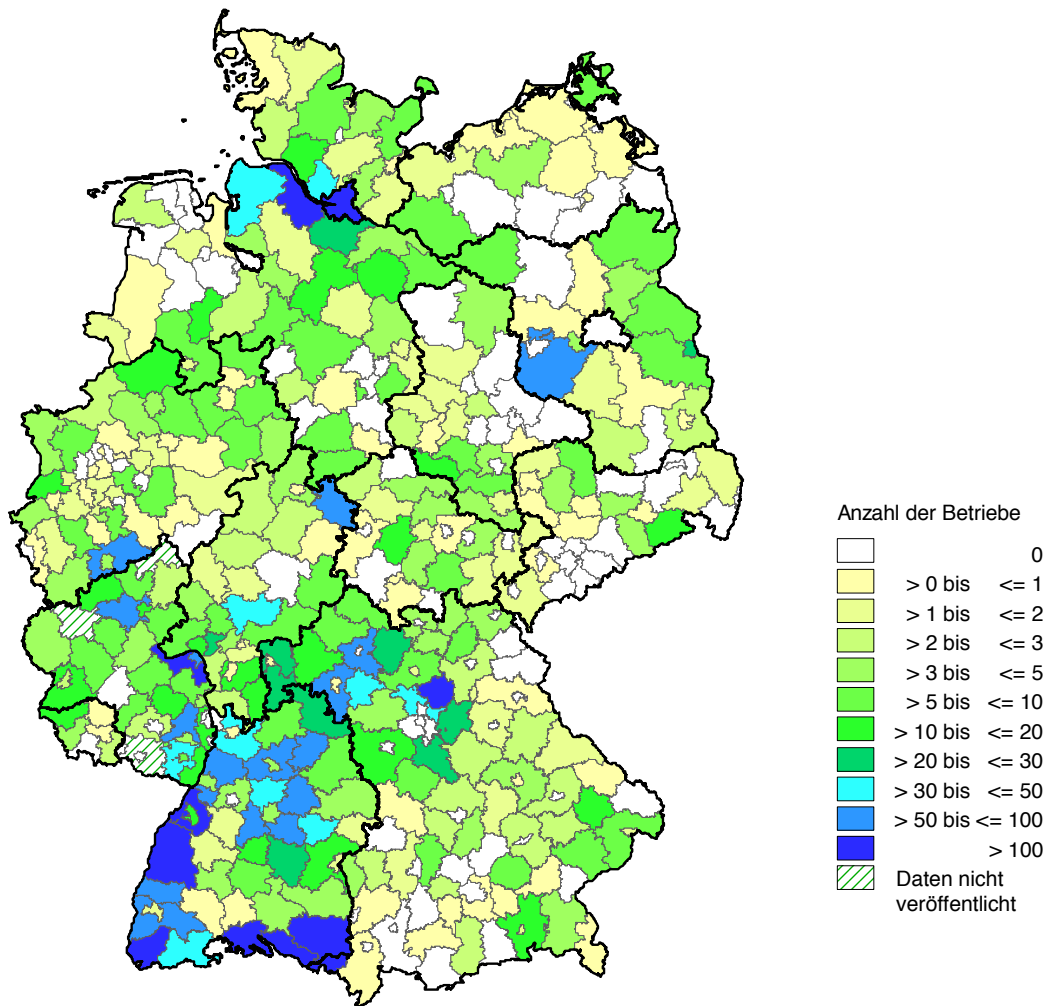 Anzahl der Betriebe
0
> 0 bis <= 1
> 1 bis <= 2
> 2 bis <= 3
> 3 bis <= 5
> 5 bis <= 10
> 10 bis <= 20
> 20 bis <= 30
> 30 bis <= 50
> 50 bis <= 100
> 100
Daten nicht
veröffentlicht